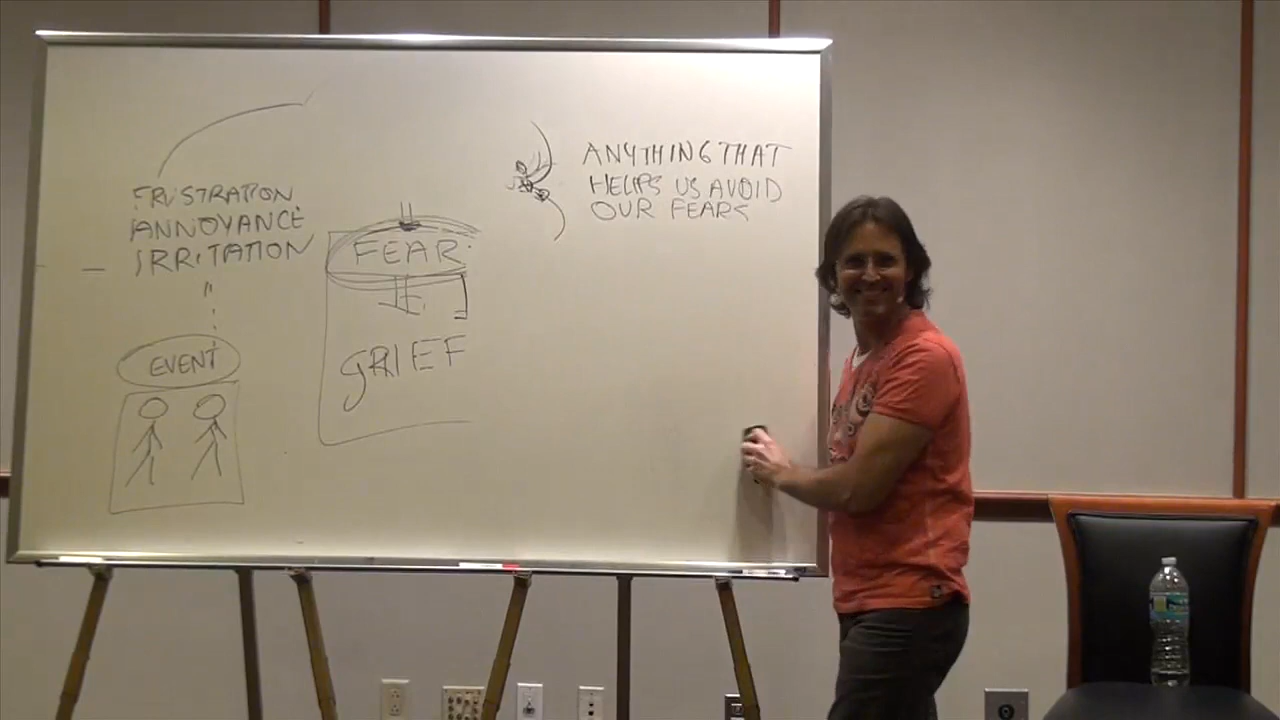 FRUSTRATION
ANNOYANCE
IRRITATION
"
EVENT
FEAR
GRIEF
ANYTHING THAT
HELPS US AVOID
OUR FEARS